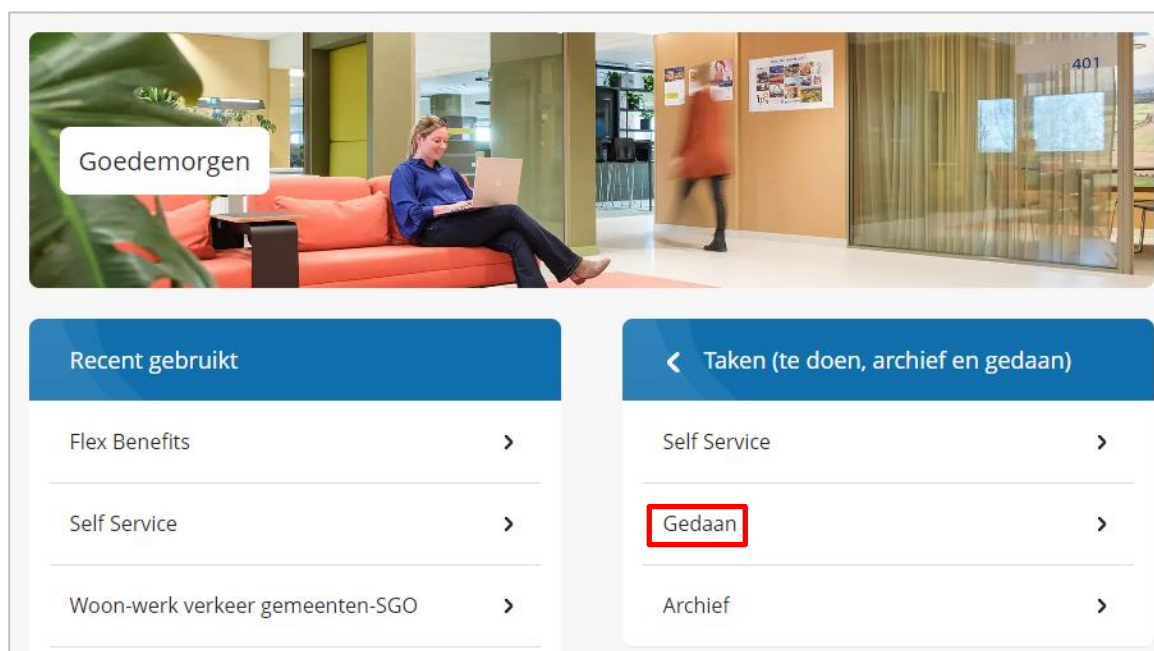 401
Goedemorgen
Recent gebruikt
Flex Benefits
Self Service
Woon-werk verkeer gemeenten-SGO
Taken (te doen, archief en gedaan)
Self Service
Gedaan
Archief